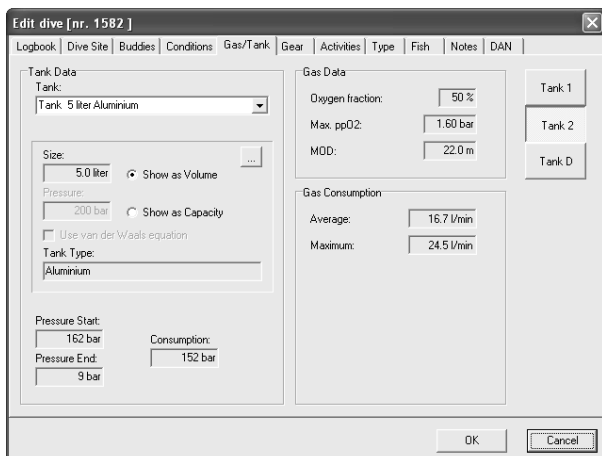 Edit dive [nr. 1582 ]
Logbook Dive Site Buddies Conditions Gas/Tank Gear Activities Type Fish Notes DAN
Tank Data
Tank:
Tank 5 liter Aluminium
Size:
5.0 liter
...
Show as Volume
Pressure:
200 bar
Show as Capacity
Use van der Waals equation
Tank Type:
Aluminium
Pressure Start:
162 bar
Pressure End:
9 bar
Consumption:
152 bar
Gas Data
Oxygen fraction: 50 %
Max. ppO2: 1.60 bar
MOD: 22.0 m
Gas Consumption
Average: 16.7 l/min
Maximum: 24.5 l/min
Tank 1
Tank 2
Tank D
OK Cancel